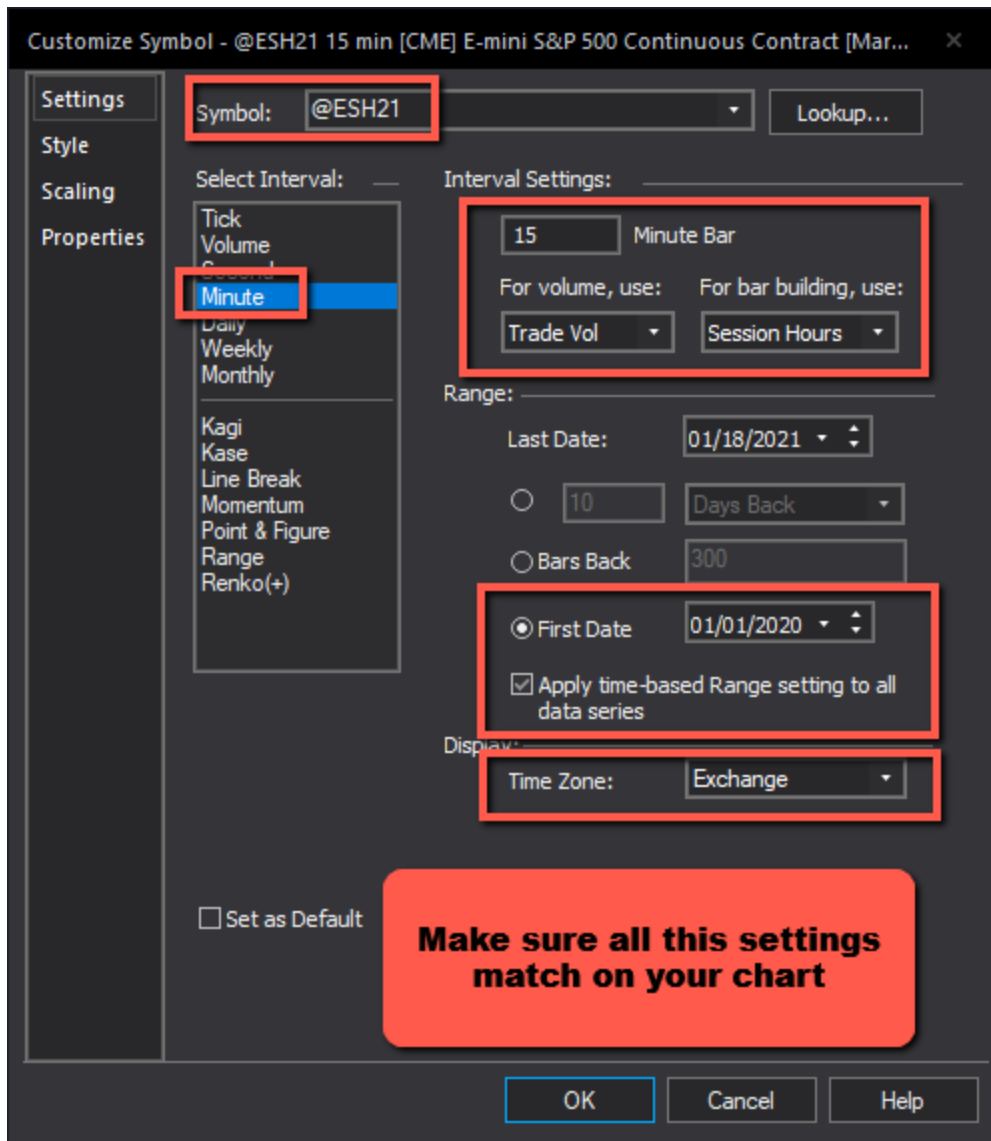 Customize Symbol - @ESH21 15 min [CME] E-mini S&P 500 Continuous Contract [Mar...
Settings
Style
Scaling
Properties
Symbol: @ESH21 Lookup...
Select Interval:
Tick
Volume
Second
Minute
Daily
Weekly
Monthly
Kagi
Kase
Line Break
Momentum
Point & Figure
Range
Renko(+)
Interval Settings:
15 Minute Bar
For volume, use: For bar building, use:
Trade Vol Session Hours
Range:
Last Date: 01/18/2021
10 Days Back
Bars Back 300
First Date 01/01/2020
Apply time-based Range setting to all
data series
Display:
Time Zone: Exchange
Set as Default
Make sure all this settings
match on your chart
OK Cancel Help